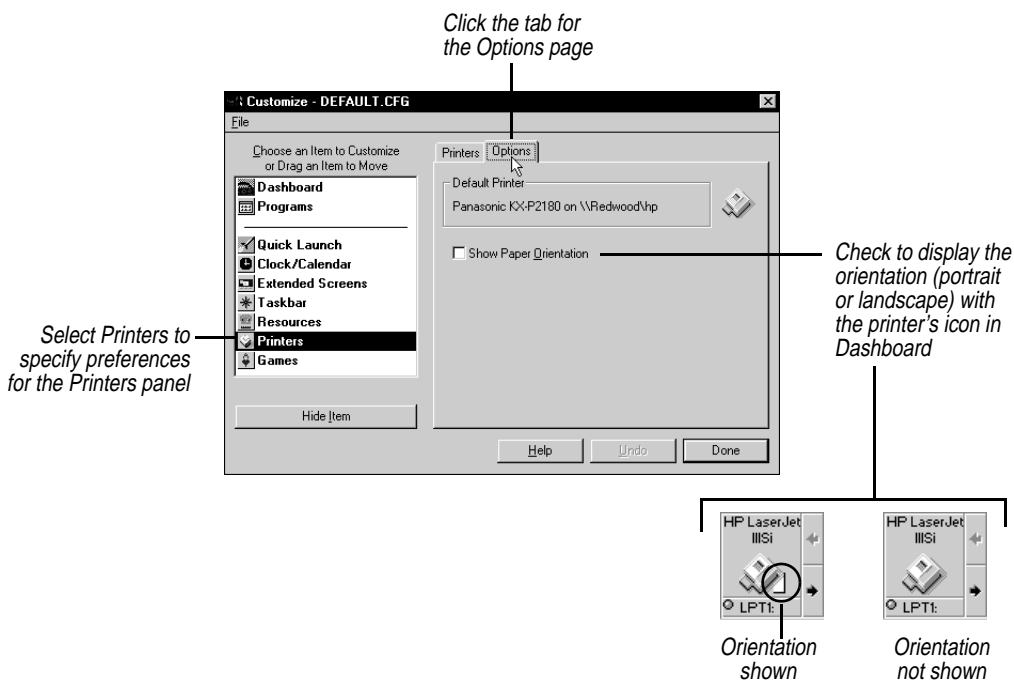 Click the tab for
the Options page
Customize - DEFAULT.CFG
File
Choose an Item to Customize
or Drag an Item to Move
Dashboard
Programs
Quick Launch
Clock/Calendar
Extended Screens
Taskbar
Resources
Printers
Games
Hide Item
Printers Options
Default Printer
Panasonic KX-P2180 on \\Redwood\hp
Show Paper Orientation
Help Undo Done
Select Printers to
specify preferences
for the Printers panel
Check to display the
orientation (portrait
or landscape) with
the printer's icon in
Dashboard
HP LaserJet
IIISi
LPT1:
Orientation
shown
HP LaserJet
IIISi
LPT1:
Orientation
not shown